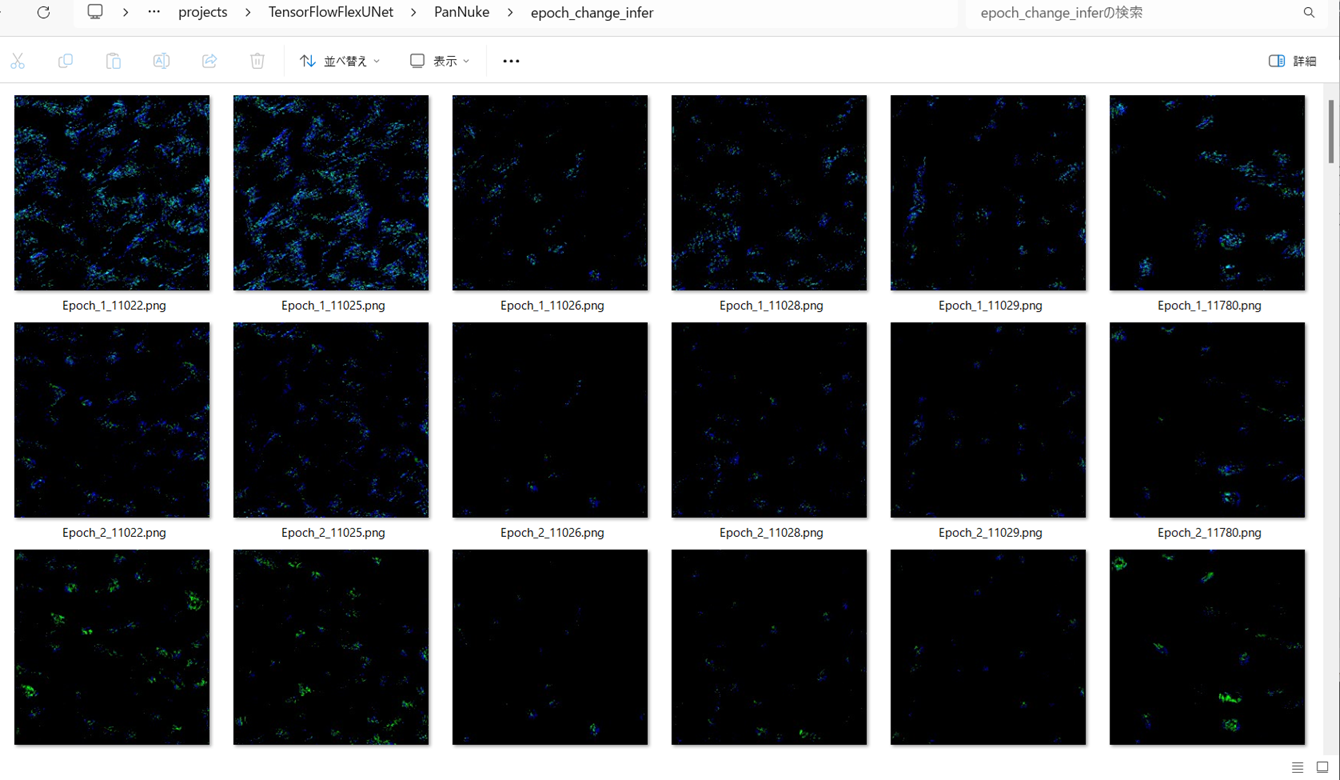 projects > TensorFlowFlexUNet > PanNuke > epoch_change_infer
epoch_change_inferの検索
並べ替え 表示 詳細
Epoch_1_11022.png Epoch_1_11025.png Epoch_1_11026.png Epoch_1_11028.png Epoch_1_11029.png Epoch_1_11780.png
Epoch_2_11022.png Epoch_2_11025.png Epoch_2_11026.png Epoch_2_11028.png Epoch_2_11029.png Epoch_2_11780.png